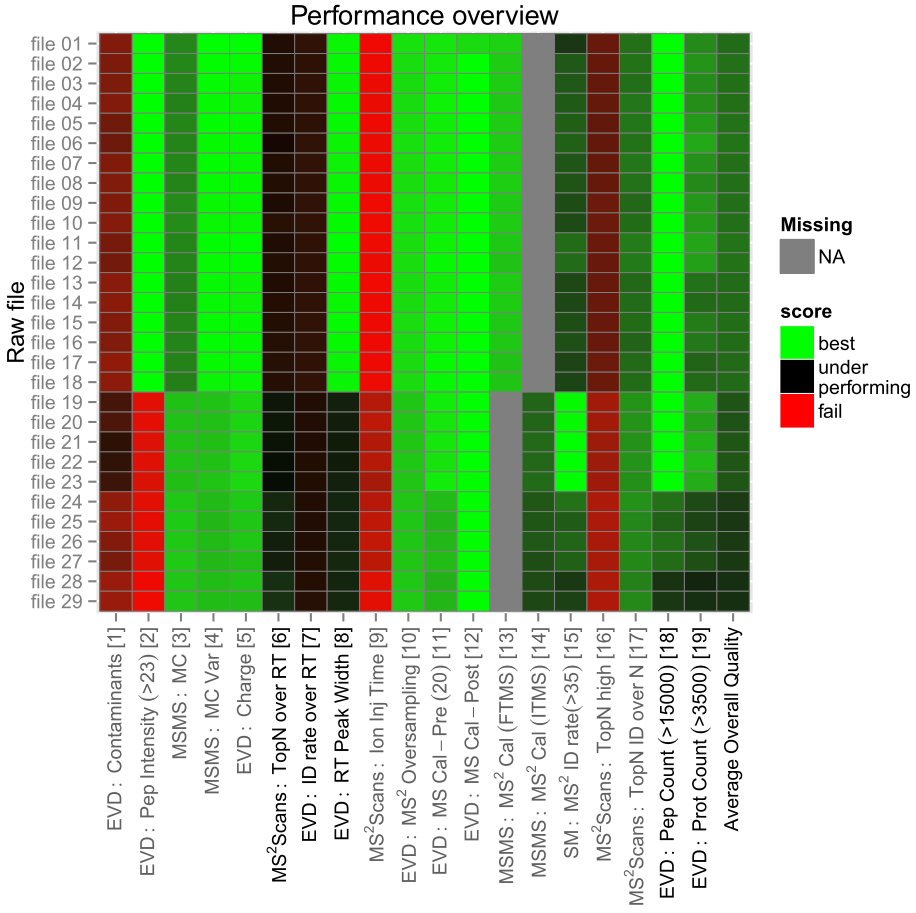 Performance overview
Raw file
file 01
file 02
file 03
file 04
file 05
file 06
file 07
file 08
file 09
file 10
file 11
file 12
file 13
file 14
file 15
file 16
file 17
file 18
file 19
file 20
file 21
file 22
file 23
file 24
file 25
file 26
file 27
file 28
file 29
EVD: Contaminants [1]
EVD: Pep Intensity (>23) [2]
MSMS: MC [3]
MSMS: MC Var [4]
EVD: Charge [5]
MS²Scans: TopN over RT [6]
EVD: ID rate over RT [7]
EVD: RT Peak Width [8]
MS²Scans: Ion Inj Time [9]
EVD: MS² Oversampling [10]
EVD: MS Cal–Pre (20) [11]
EVD: MS Cal–Post [12]
MSMS: MS² Cal (FTMS) [13]
MSMS: MS² Cal (ITMS) [14]
SM: MS² ID rate(>35) [15]
MS²Scans: TopN high [16]
MS²Scans: TopN ID over N [17]
EVD: Pep Count (>15000) [18]
EVD: Prot Count (>3500) [19]
Average Overall Quality
Missing
NA
score
best
under
performing
fail